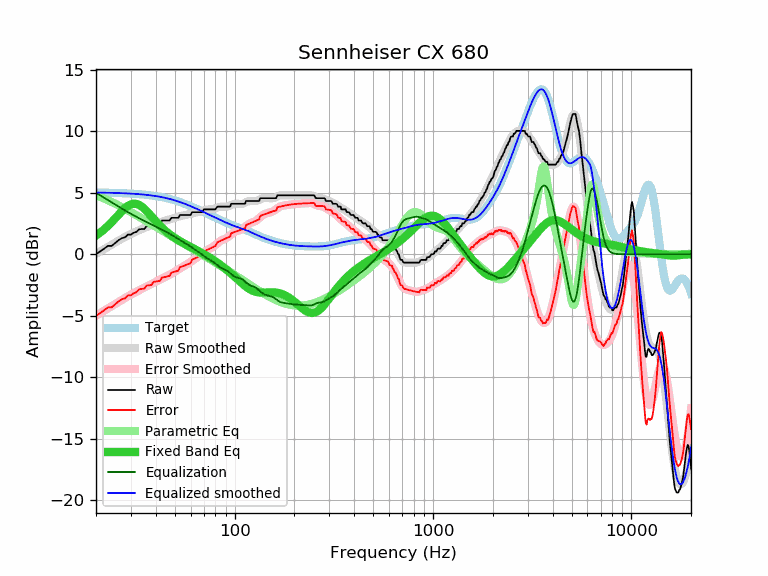 Sennheiser CX 680
15
10
5
0
−5
−10
−15
−20
Amplitude (dBr)
Target
Raw Smoothed
Error Smoothed
Raw
Error
Parametric Eq
Fixed Band Eq
Equalization
Equalized smoothed
100 1000 10000
Frequency (Hz)